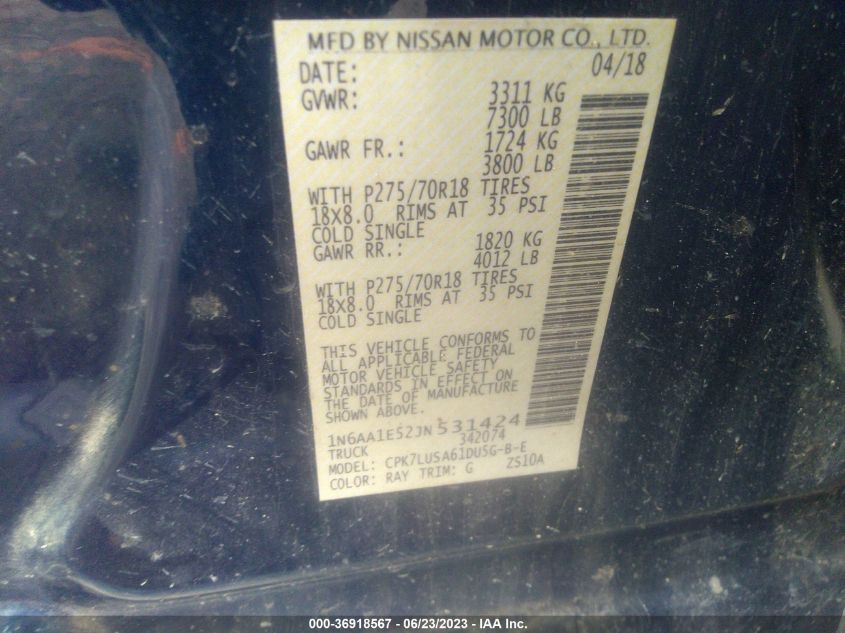 MFD BY NISSAN MOTOR CO., LTD.
DATE: 04/18
GVWR: 3311 KG
7300 LB
GAWR FR.: 1724 KG
3800 LB
WITH P275/70R18 TIRES
18X8.0 RIMS AT 35 PSI
COLD SINGLE
GAWR RR.: 1820 KG
4012 LB
WITH P275/70R18 TIRES
18X8.0 RIMS AT 35 PSI
COLD SINGLE
THIS VEHICLE CONFORMS TO
ALL APPLICABLE FEDERAL
MOTOR VEHICLE SAFETY
STANDARDS IN EFFECT ON
THE DATE OF MANUFACTURE
SHOWN ABOVE.
1N6AA1E52JN531424
TRUCK 342074
MODEL: CPK7LUSA61DU5G-B-E
COLOR: RAY TRIM: G ZS10A
000-36918567 - 06/23/2023 - IAA Inc.